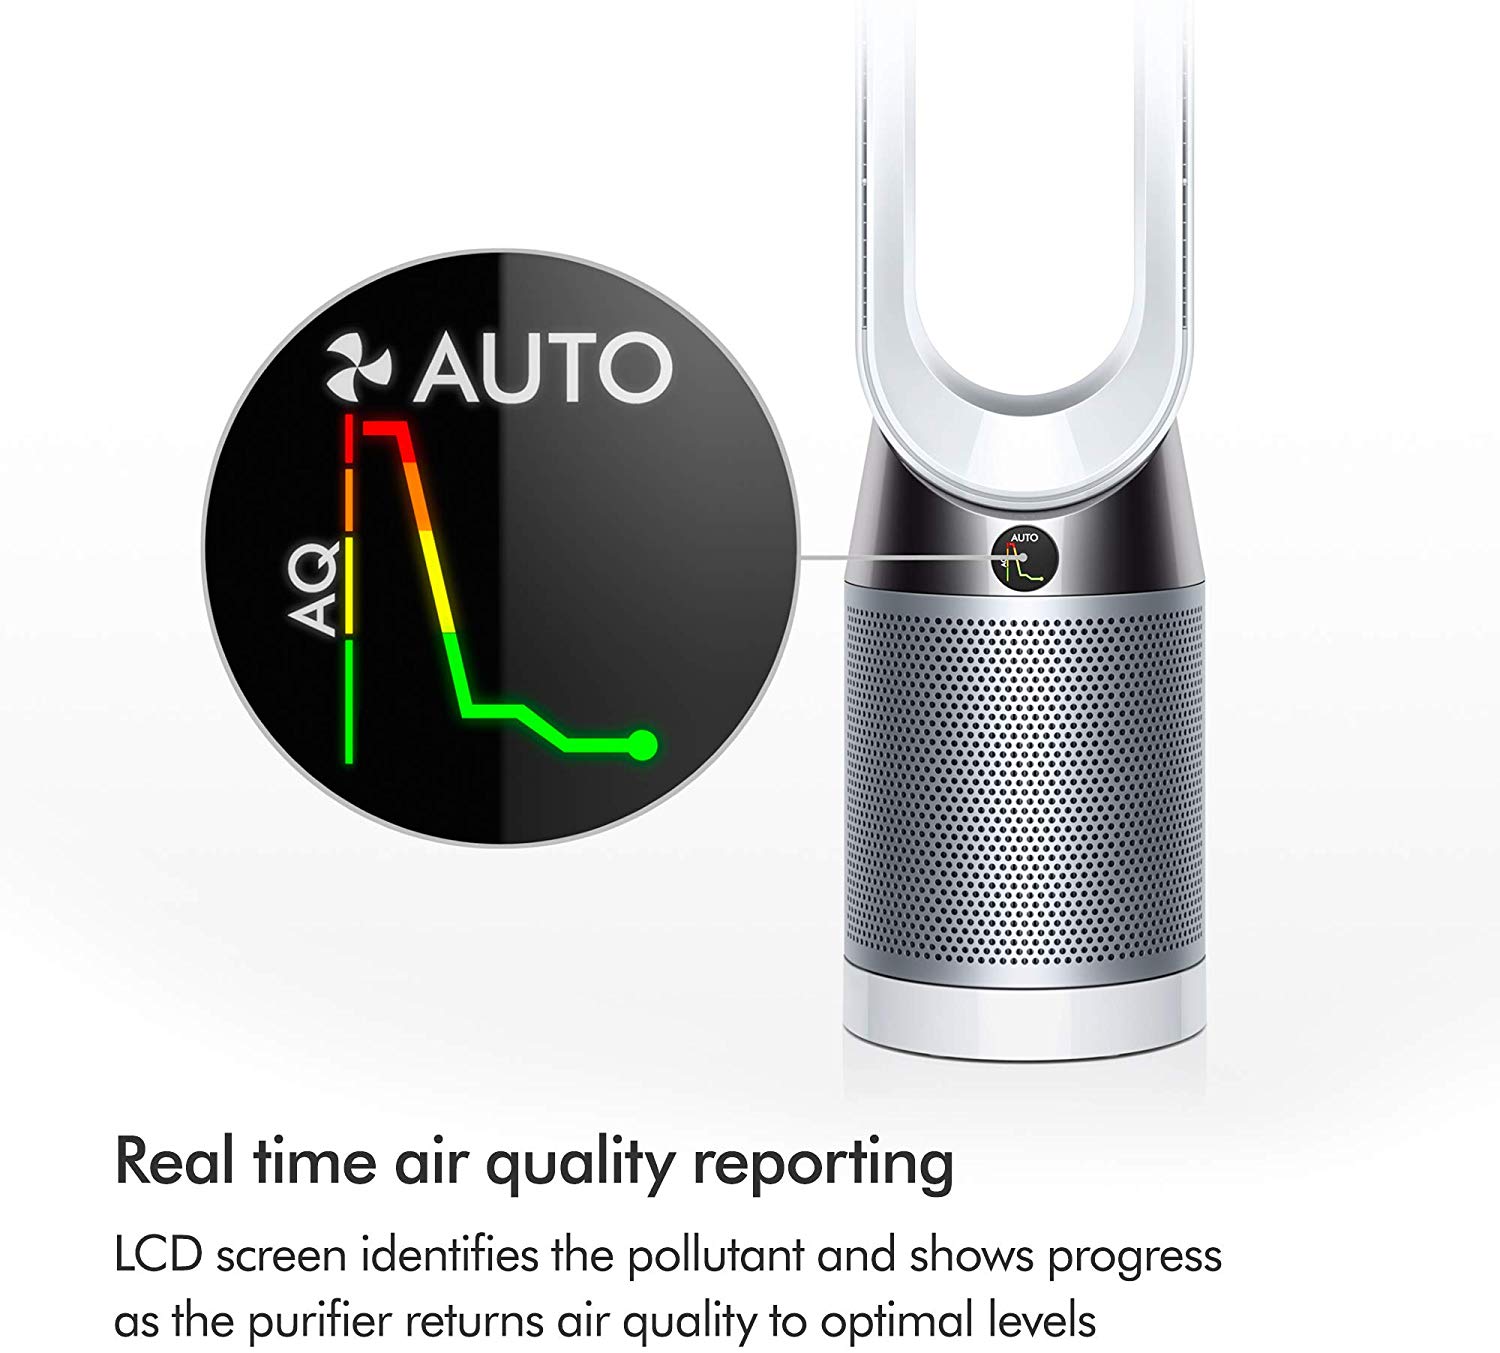 AUTO
AQ
AUTO
AQ
Real time air quality reporting
LCD screen identifies the pollutant and shows progress
as the purifier returns air quality to optimal levels